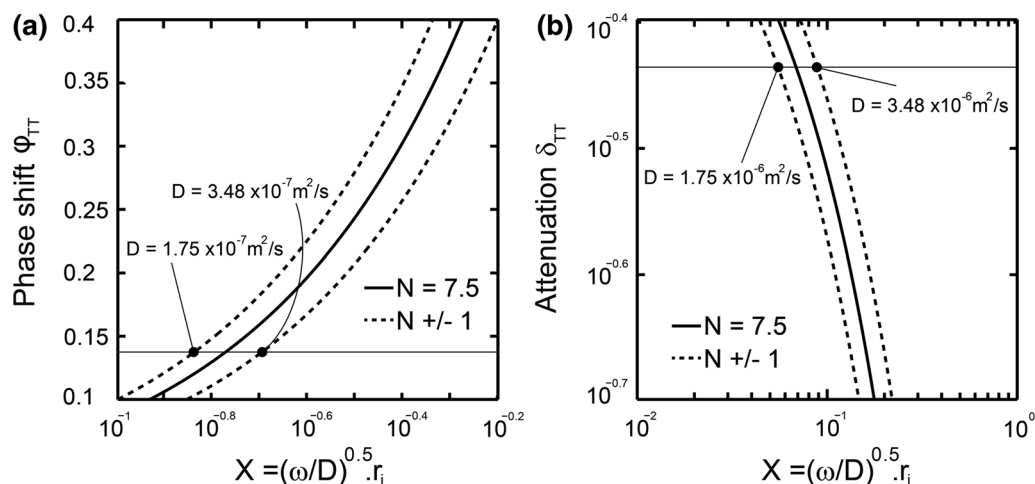 (a)
Phase shift φ_TT
0.40
0.35
0.3
0.25
0.2
0.15
0.1
D = 3.48 x10⁻⁷m²/s
D = 1.75 x10⁻⁷m²/s
N = 7.5
N +/- 1
10⁻¹
10⁻⁰·⁸
10⁻⁰·⁶
10⁻⁰·⁴
10⁻⁰·²
X =(ω/D)⁰·⁵.rᵢ
(b)
Attenuation δ_TT
10⁻⁰·⁴
10⁻⁰·⁵
10⁻⁰·⁶
10⁻⁰·⁷
D = 3.48 x10⁻⁶m²/s
D = 1.75 x10⁻⁶m²/s
N = 7.5
N +/- 1
10⁻²
10⁻¹
10⁰
X =(ω/D)⁰·⁵.rᵢ